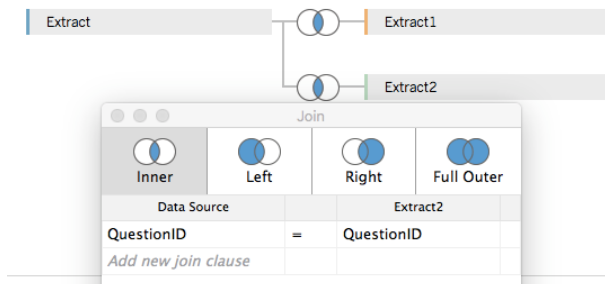 Extract
Extract1
Extract2
Join
Inner Left Right Full Outer
Data Source Extract2
QuestionID = QuestionID
Add new join clause